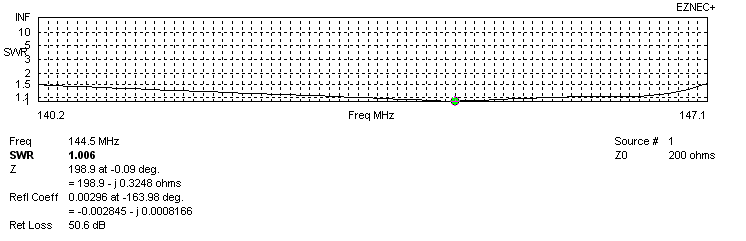 EZNEC+
INF
10
5
SWR
3
2
1.5
1.1
140.2 Freq MHz 147.1
Freq 144.5 MHz Source # 1
SWR 1.006 Z0 200 ohms
Z 198.9 at -0.09 deg.
= 198.9 - j 0.3248 ohms
Refl Coeff 0.00296 at -163.98 deg.
= -0.002845 - j 0.0008166
Ret Loss 50.6 dB